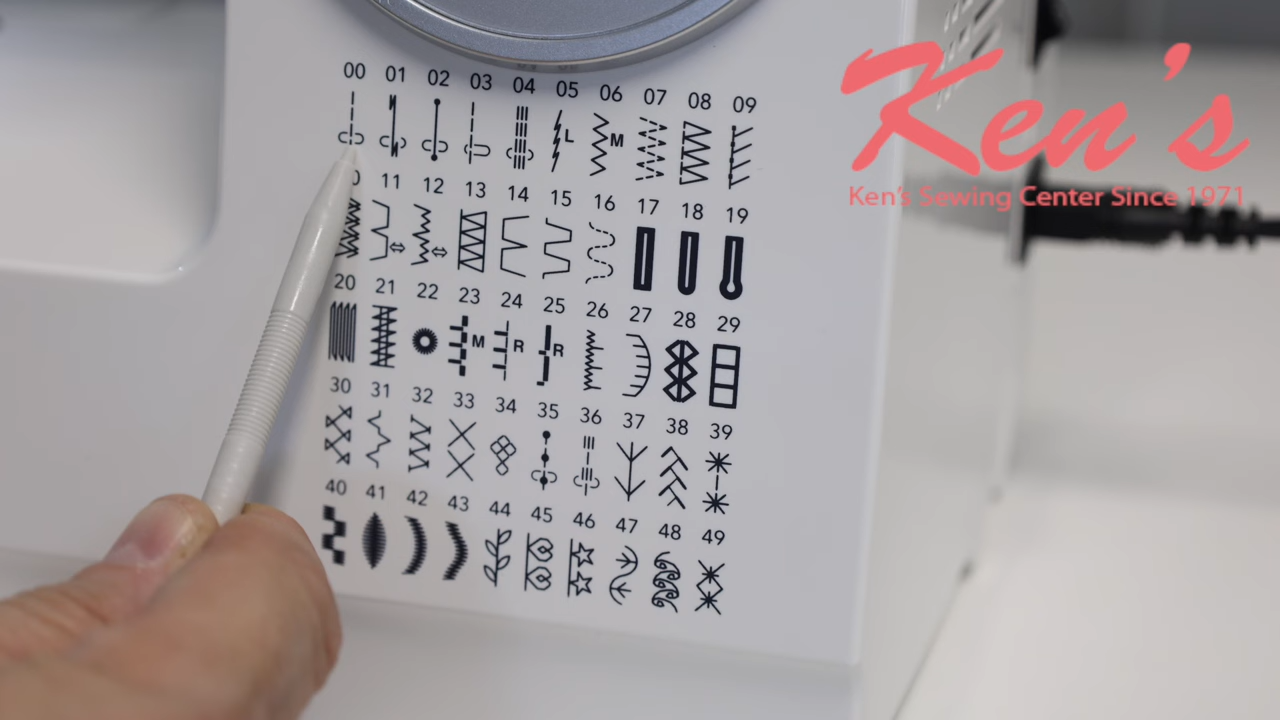 Ken's
Ken's Sewing Center Since 1971
00 01 02 03 04 05 06 07 08 09
L M
11 12 13 14 15 16 17 18 19
20 21 22 23 24 25 26 27 28 29
M R R
30 31 32 33 34 35 36 37 38 39
40 41 42 43 44 45 46 47 48 49